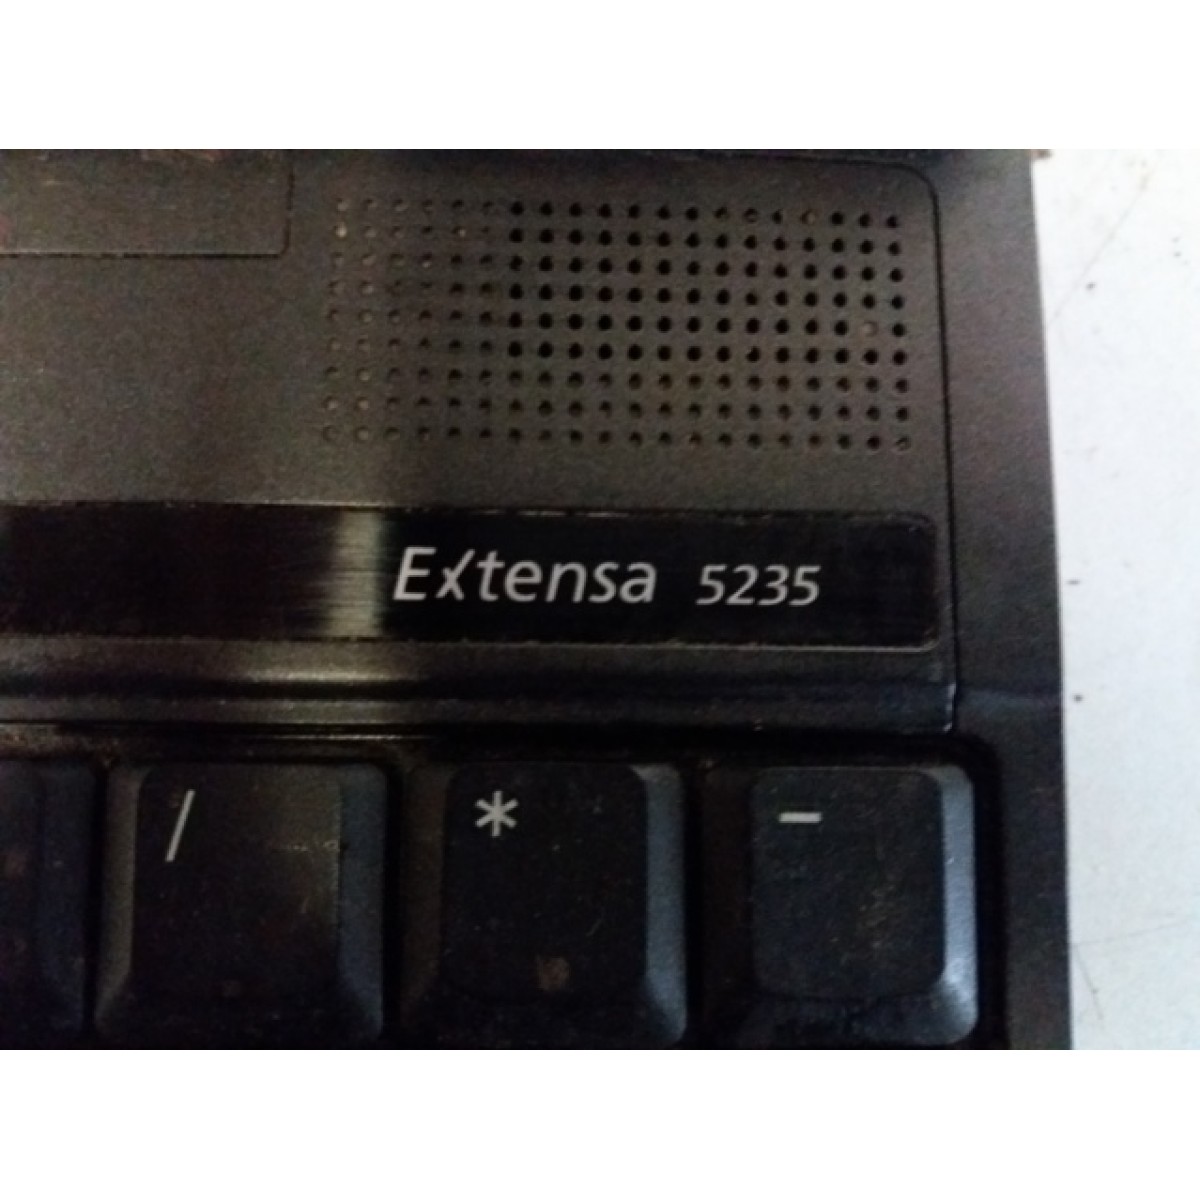 Extensa 5235
/ * -